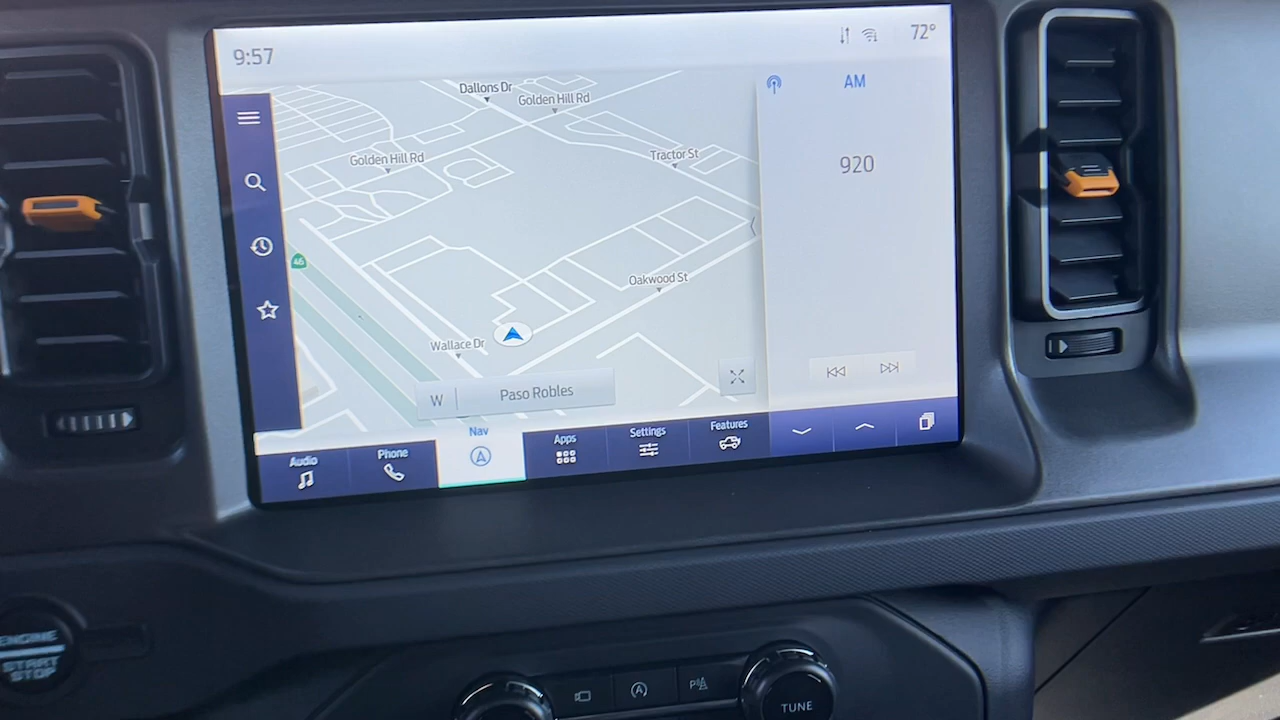 9:57
72°
AM
Dallons Dr
Golden Hill Rd
Golden Hill Rd
Tractor St
920
46
Oakwood St
Wallace Dr
W
Paso Robles
Audio
Phone
Nav
Apps
Settings
Features
ENGINE
START
STOP
A
P
TUNE